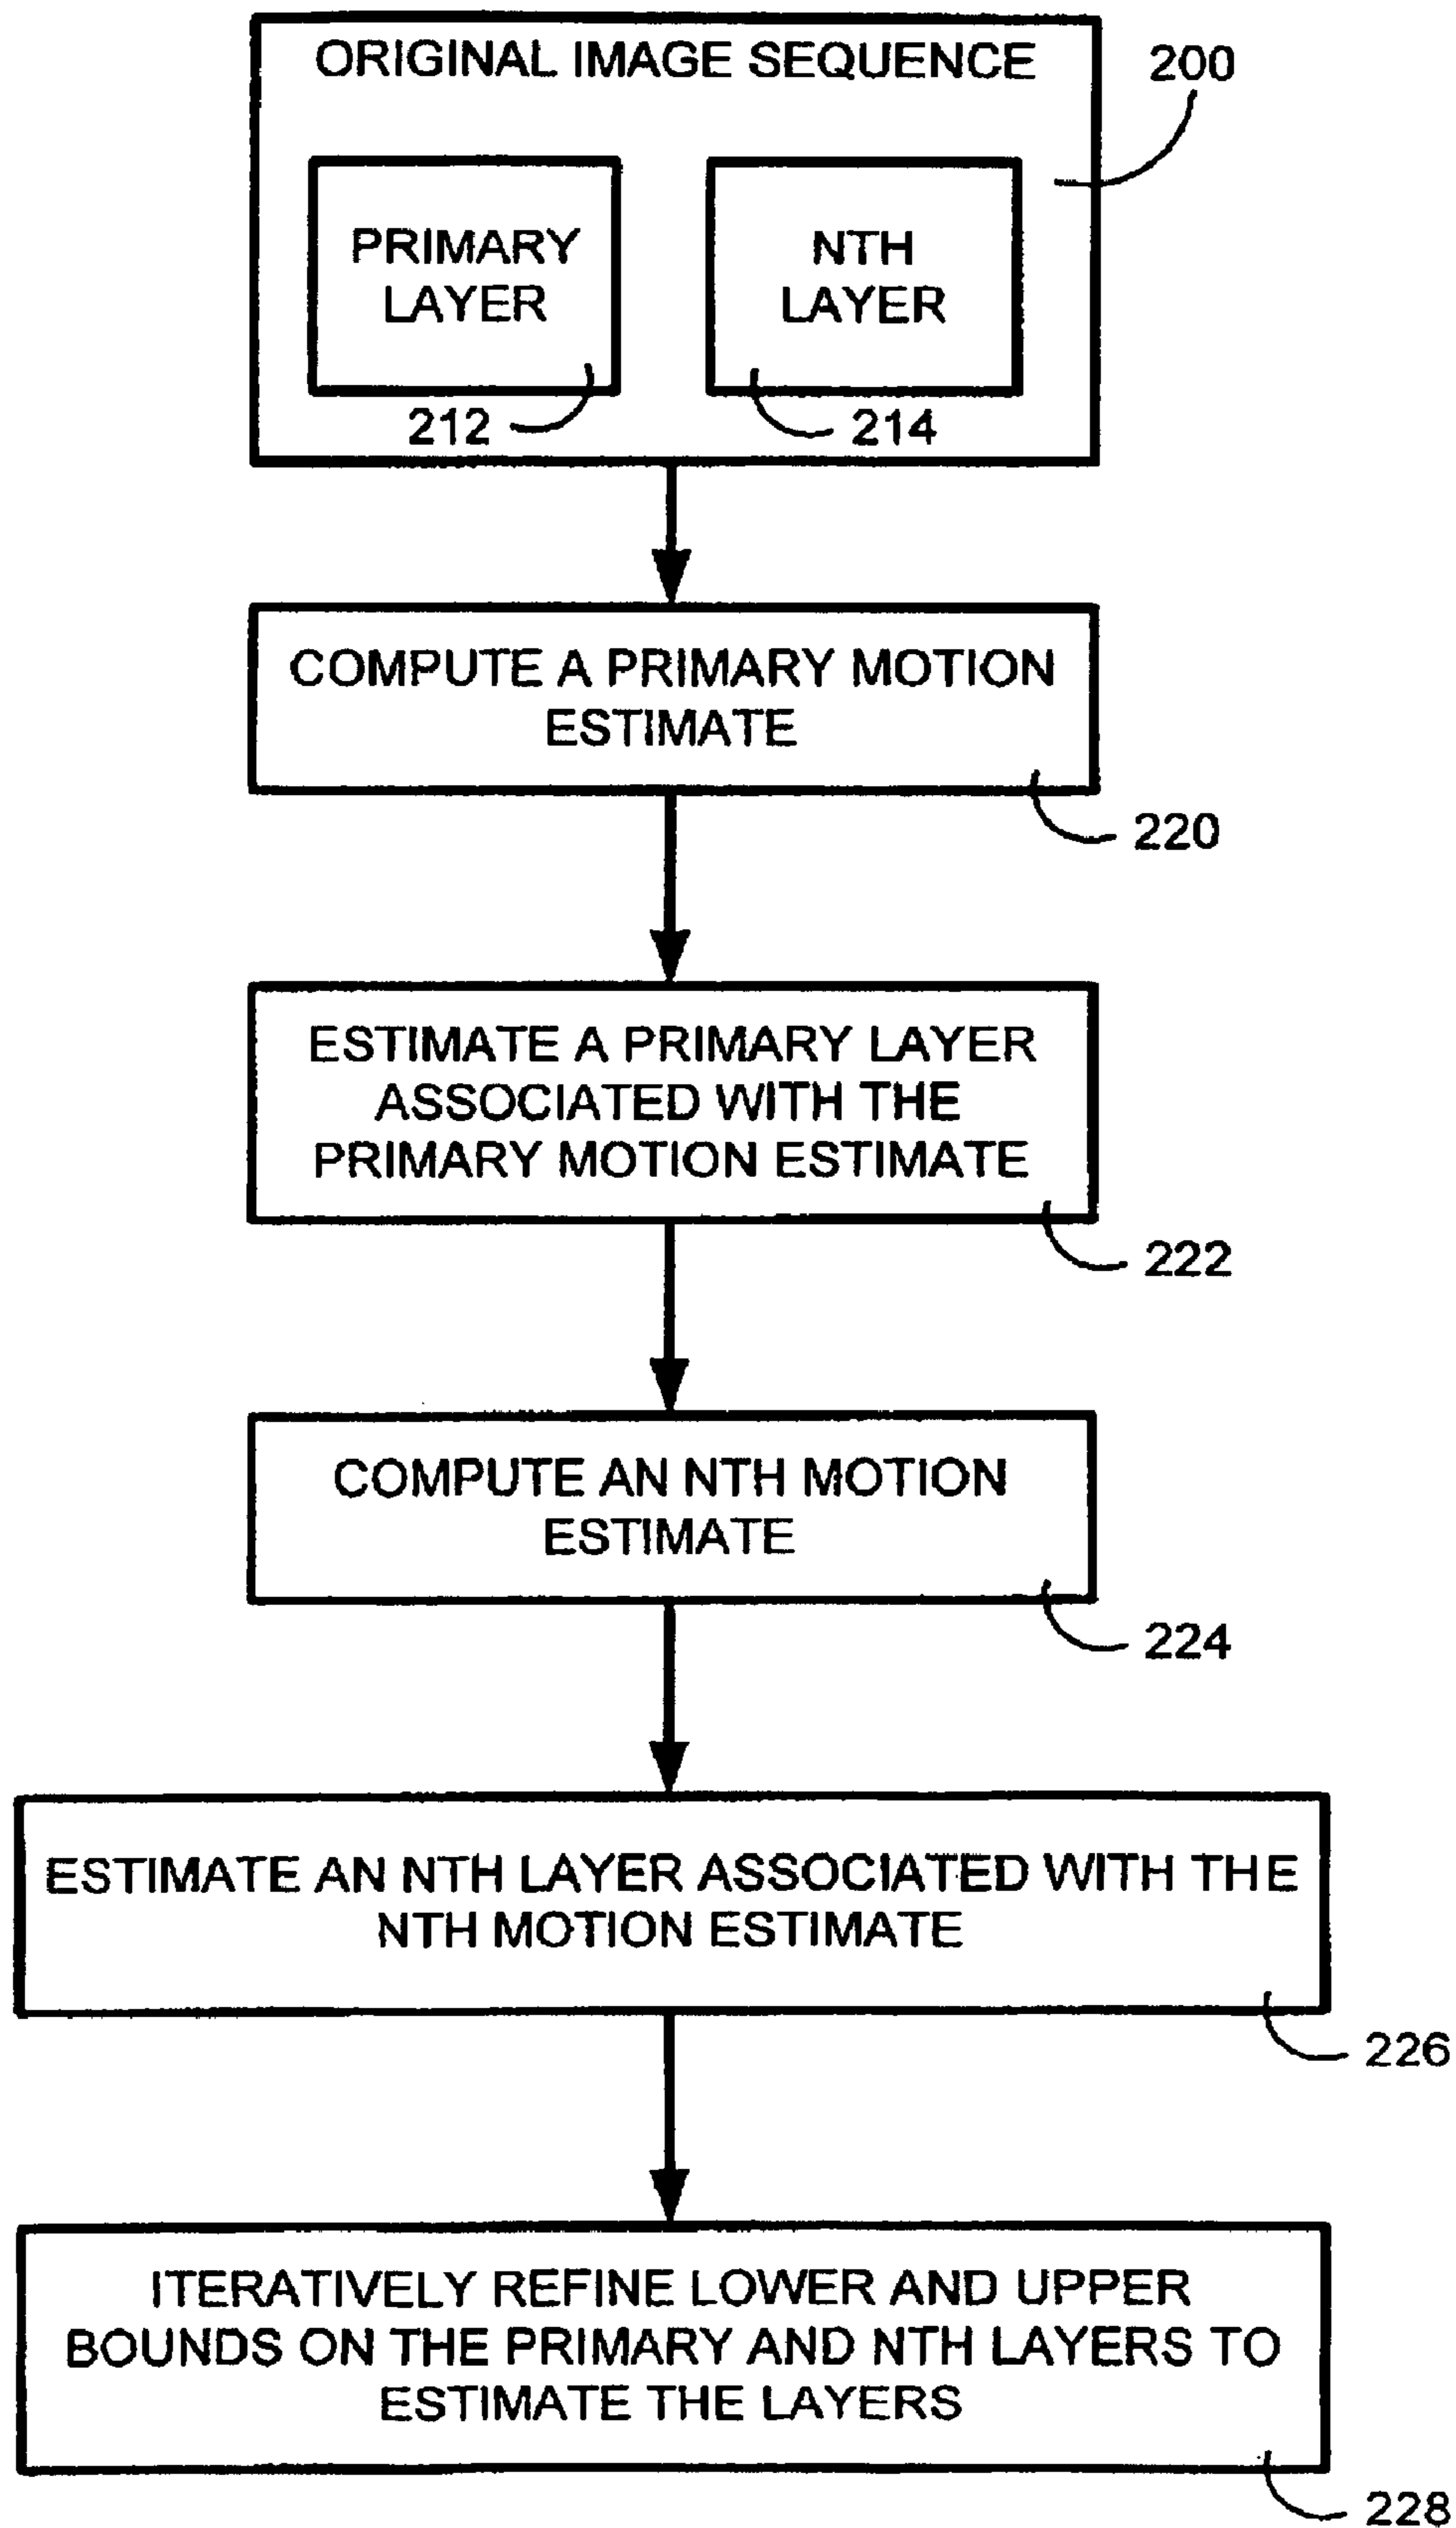 ORIGINAL IMAGE SEQUENCE
200
PRIMARY
LAYER
NTH
LAYER
212
214
COMPUTE A PRIMARY MOTION
ESTIMATE
220
ESTIMATE A PRIMARY LAYER
ASSOCIATED WITH THE
PRIMARY MOTION ESTIMATE
222
COMPUTE AN NTH MOTION
ESTIMATE
224
ESTIMATE AN NTH LAYER ASSOCIATED WITH THE
NTH MOTION ESTIMATE
226
ITERATIVELY REFINE LOWER AND UPPER
BOUNDS ON THE PRIMARY AND NTH LAYERS TO
ESTIMATE THE LAYERS
228